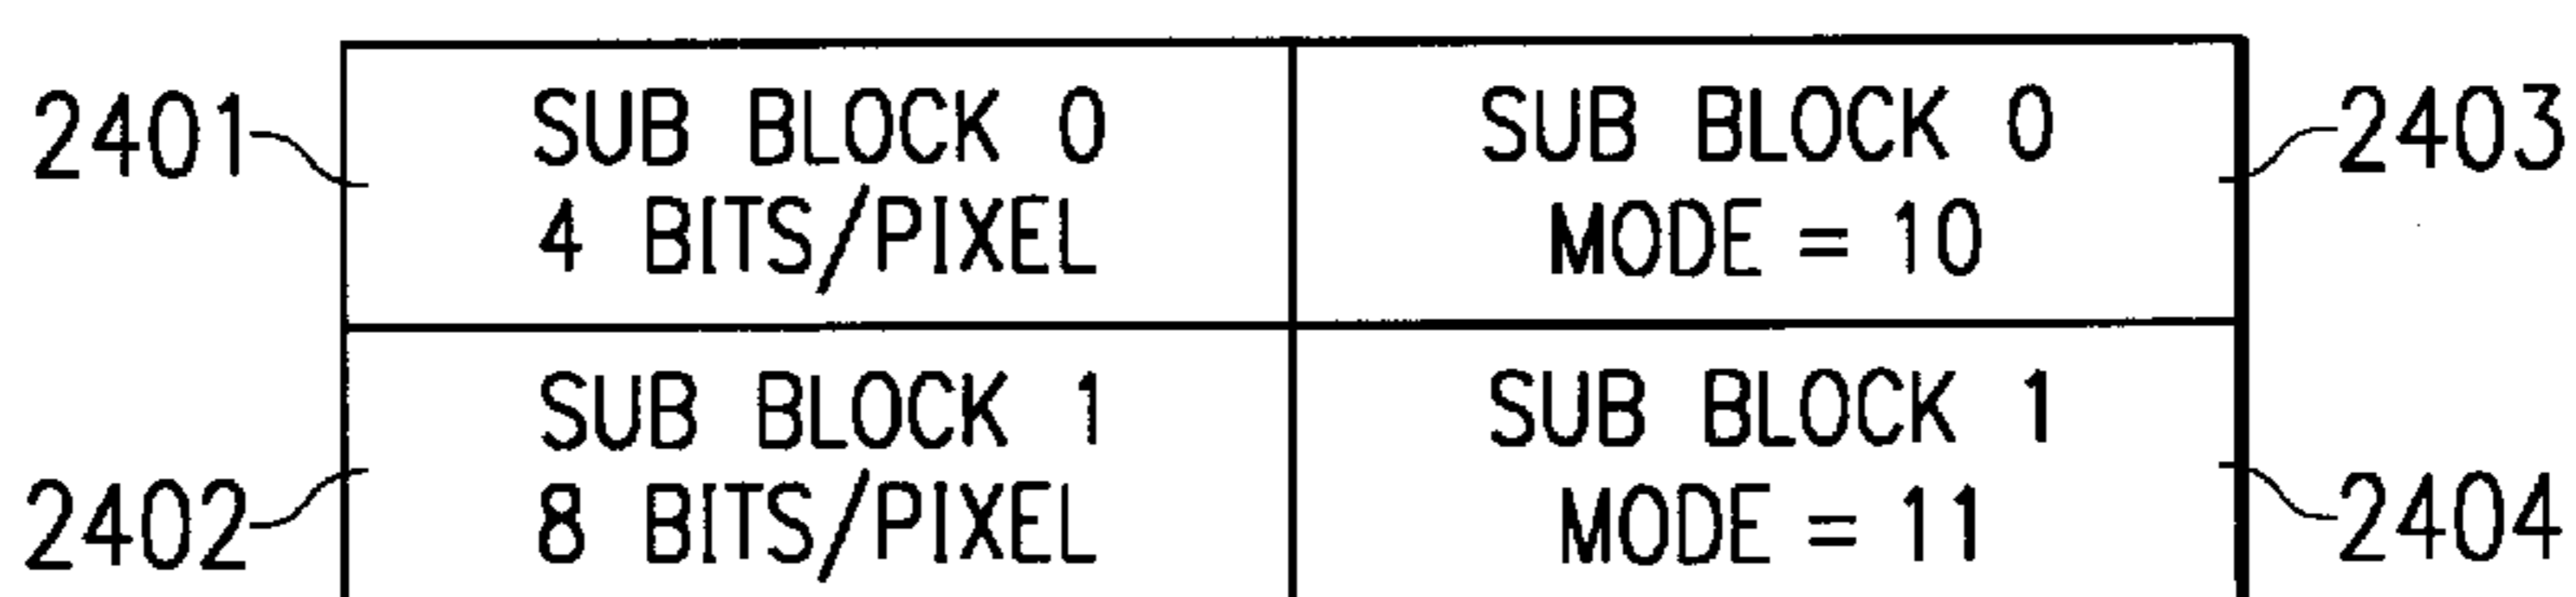 2401
SUB BLOCK 0
4 BITS/PIXEL
SUB BLOCK 0
MODE = 10
2403
2402
SUB BLOCK 1
8 BITS/PIXEL
SUB BLOCK 1
MODE = 11
2404